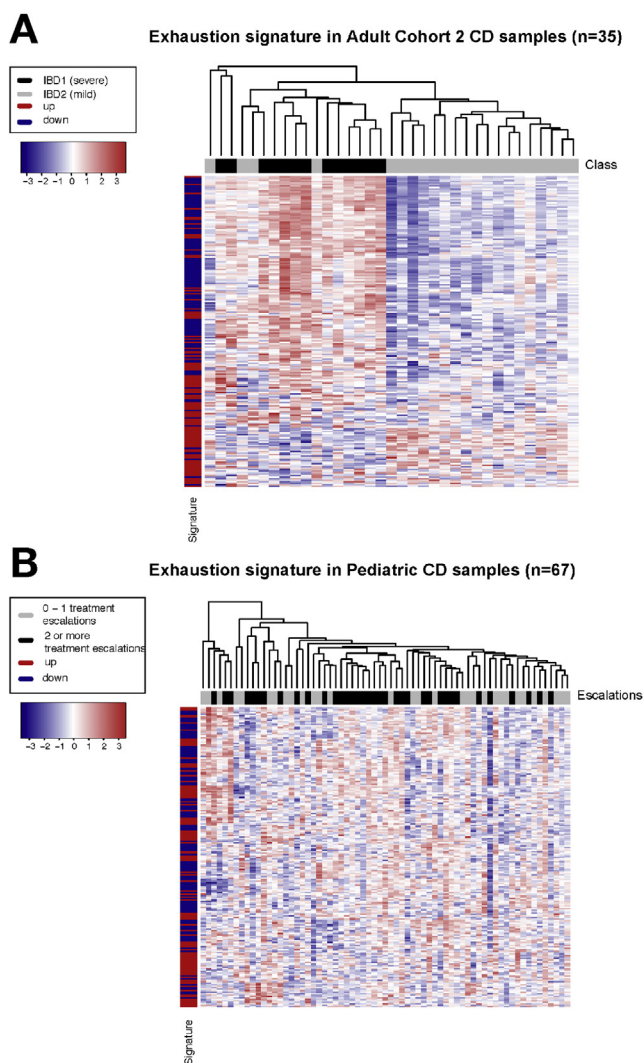 A
Exhaustion signature in Adult Cohort 2 CD samples (n=35)
IBD1 (severe)
IBD2 (mild)
up
down
−3 −2 −1 0 1 2 3
Class
Signature
B
Exhaustion signature in Pediatric CD samples (n=67)
0 − 1 treatment
escalations
2 or more
treatment escalations
up
down
−3 −2 −1 0 1 2 3
Escalations
Signature